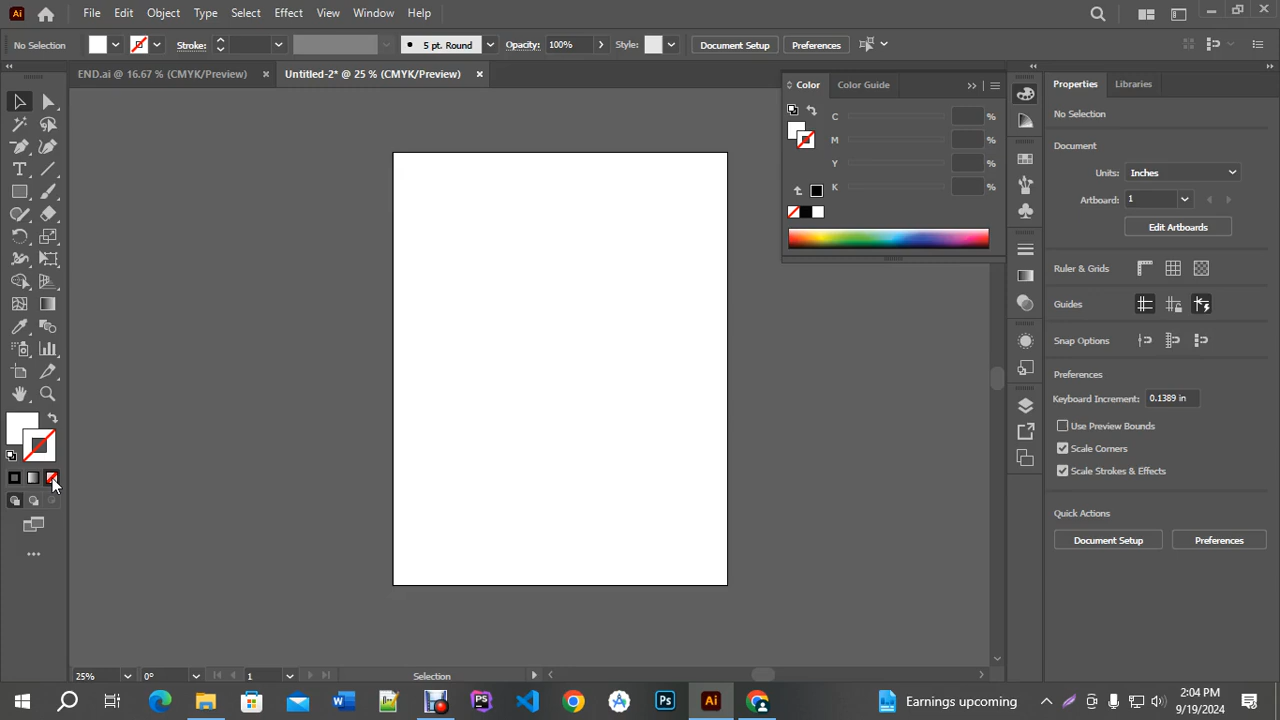 Ai File Edit Object Type Select Effect View Window Help
No Selection Stroke: 5 pt. Round Opacity: 100% Style: Document Setup Preferences
END.ai @ 16.67 % (CMYK/Preview) Untitled-2* @ 25 % (CMYK/Preview)
Color Color Guide
C %
M %
Y %
K %
Properties Libraries
No Selection
Document
Units: Inches
Artboard: 1
Edit Artboards
Ruler & Grids
Guides
Snap Options
Preferences
Keyboard Increment: 0.1389 in
Use Preview Bounds
Scale Corners
Scale Strokes & Effects
Quick Actions
Document Setup Preferences
T
25% 0° 1 Selection
W PS Ps Ai Earnings upcoming 2:04 PM
9/19/2024